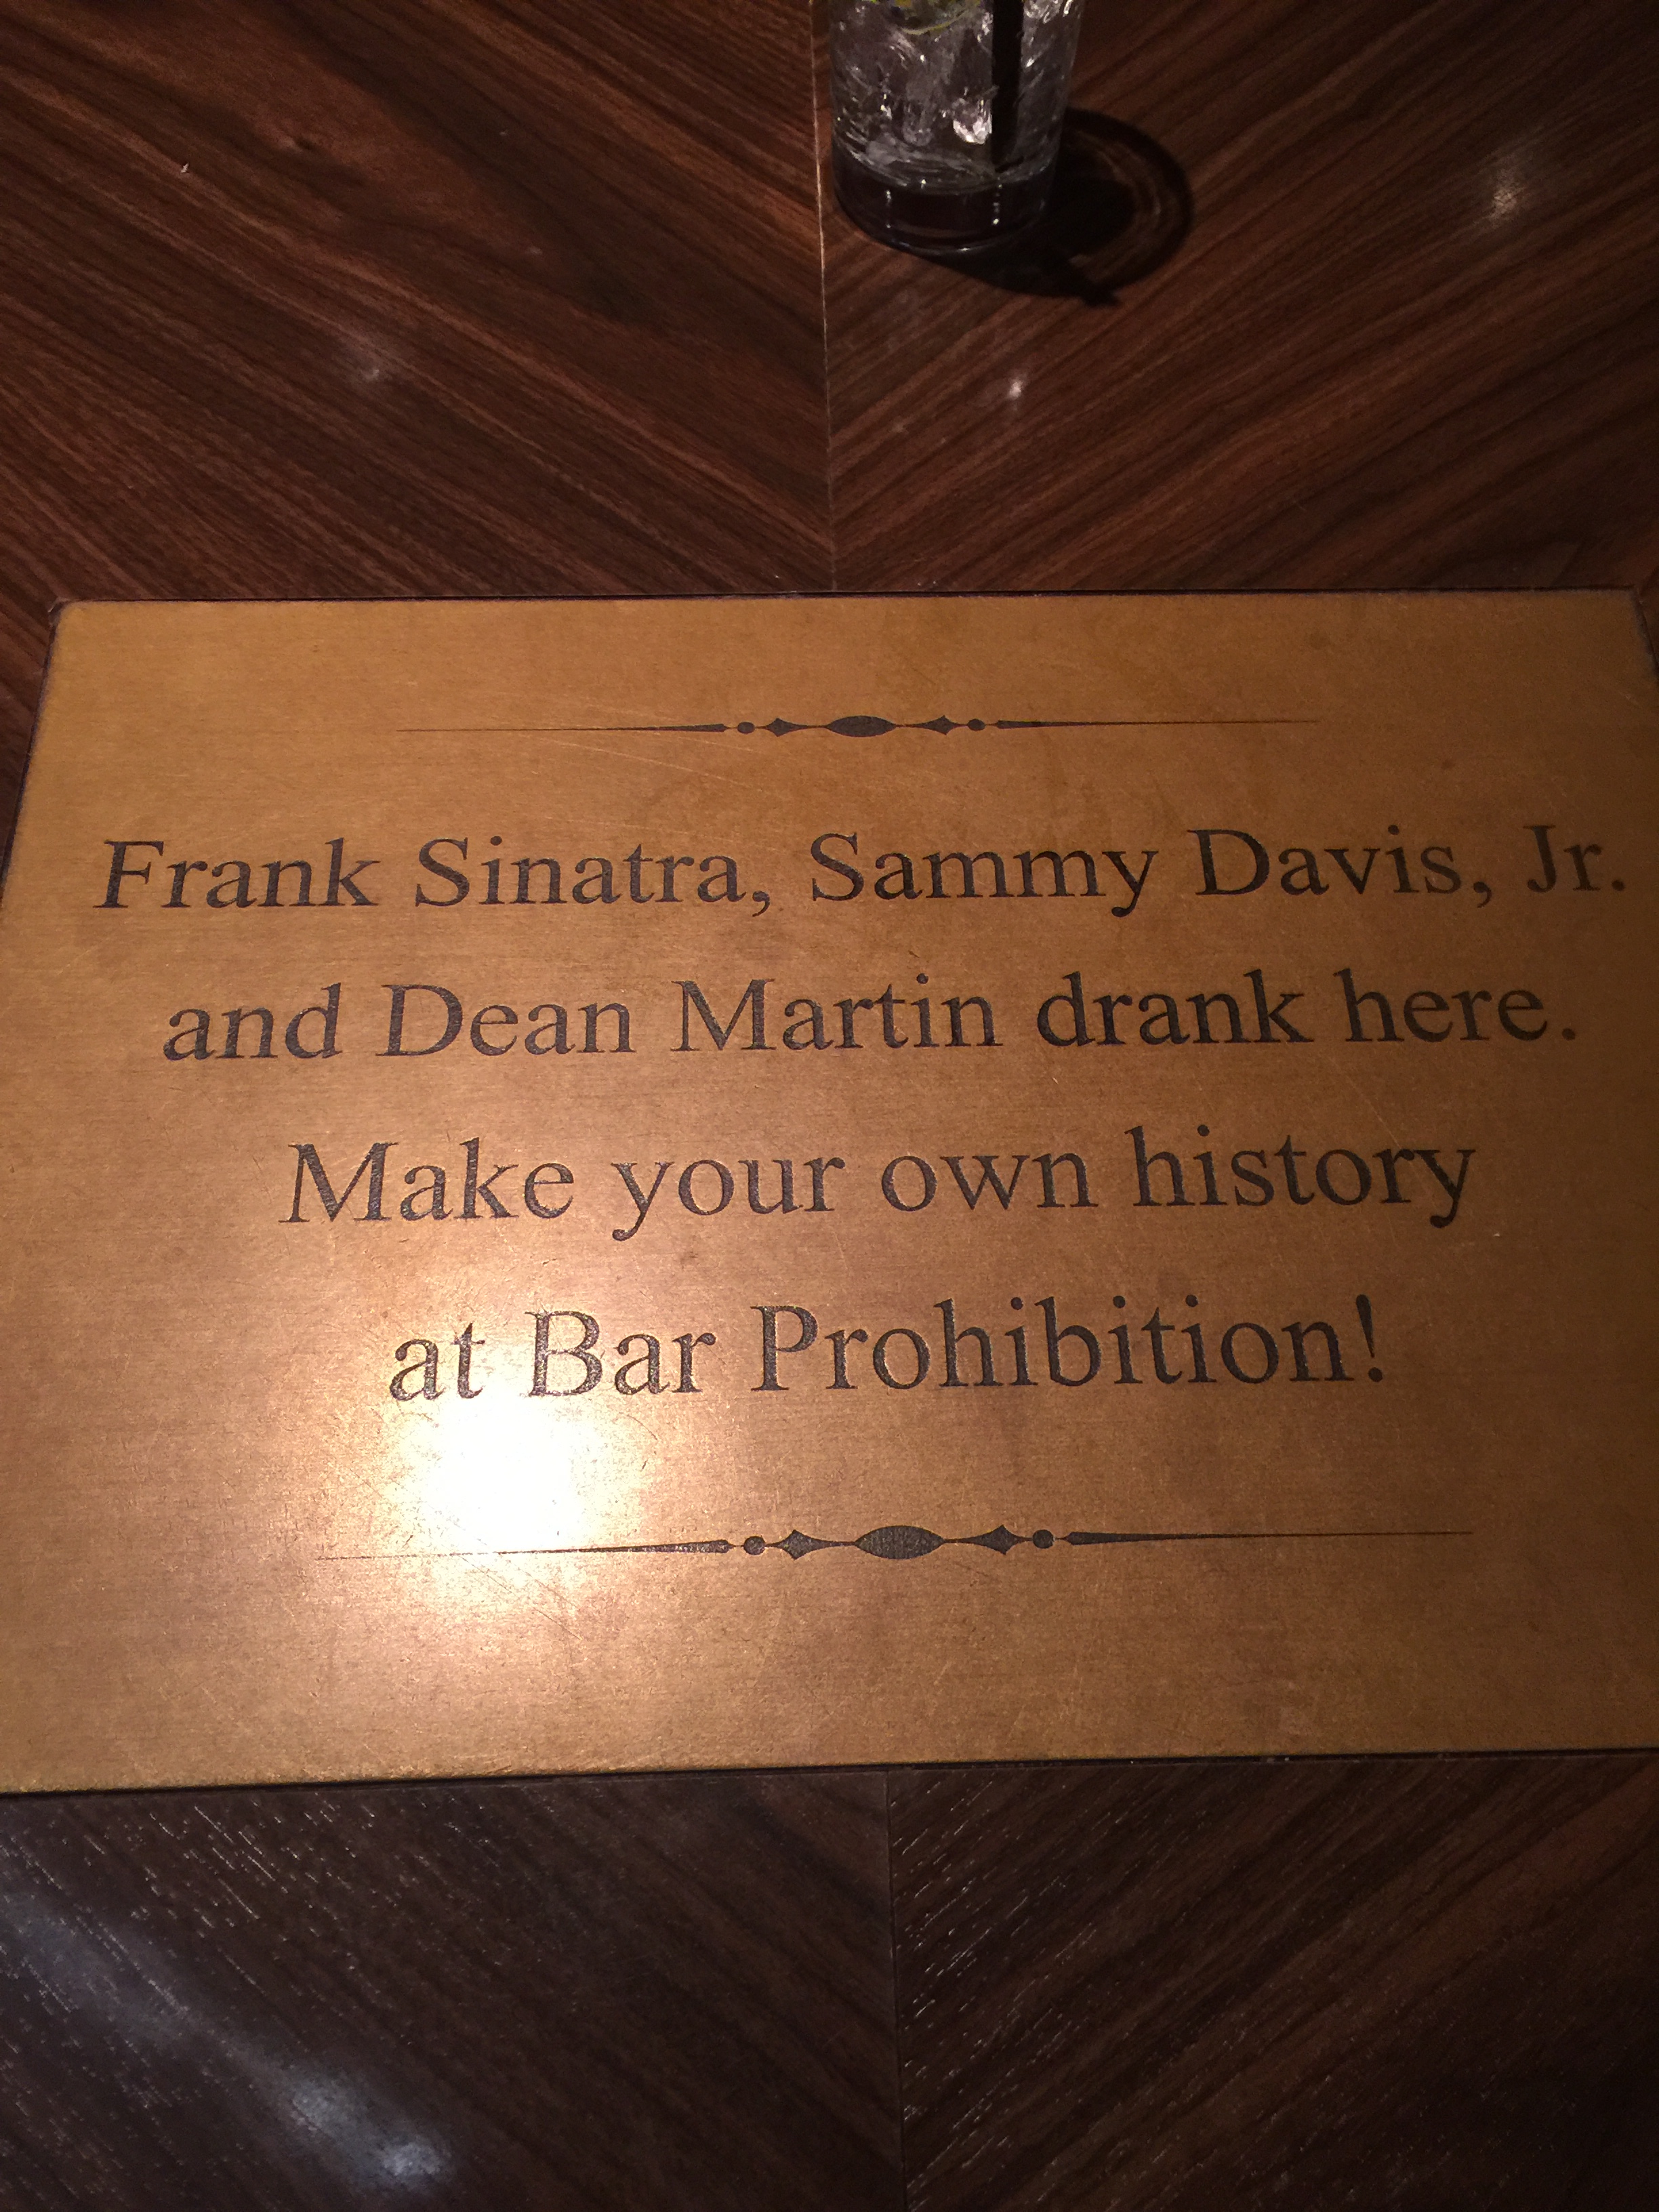 Frank Sinatra, Sammy Davis, Jr.
and Dean Martin drank here.
Make your own history
at Bar Prohibition!